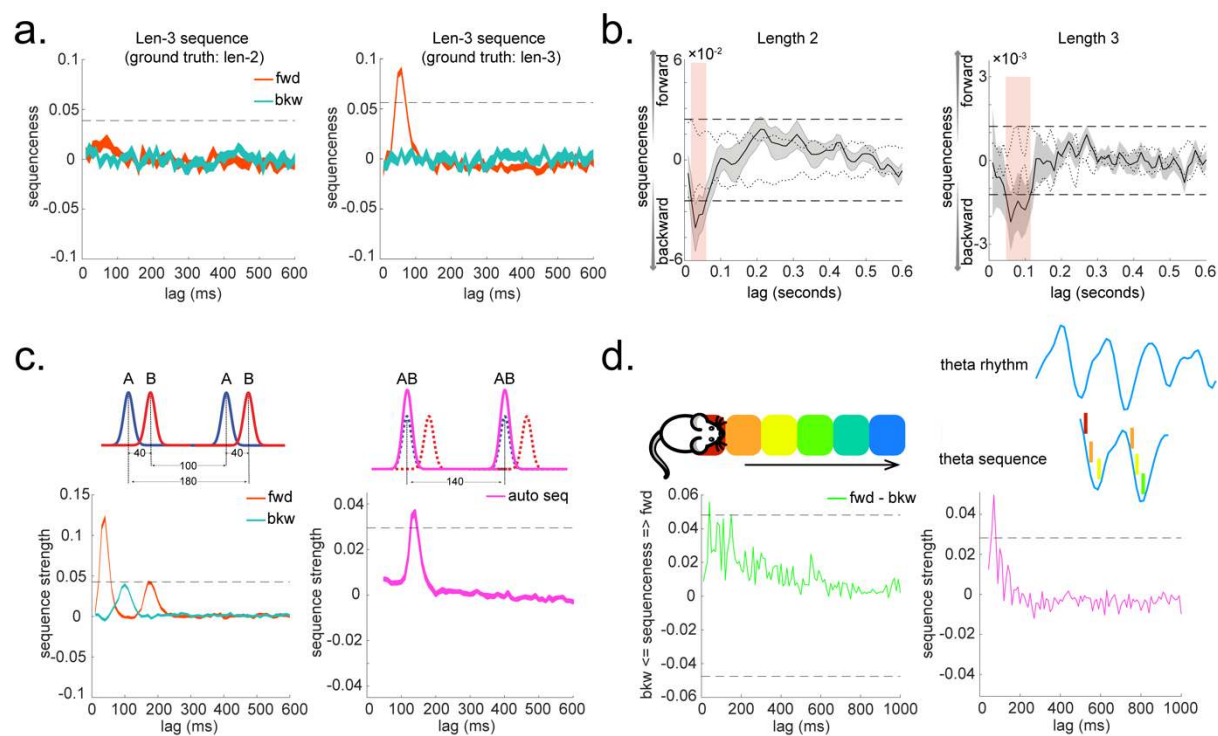 a.
Len-3 sequence
(ground truth: len-2)
fwd
bkw
sequenceness
0.1
0.05
0
-0.05
-0.1
0 100 200 300 400 500 600
lag (ms)
Len-3 sequence
(ground truth: len-3)
0.1
0.05
0
-0.05
-0.1
0 100 200 300 400 500 600
lag (ms)
b.
Length 2
×10⁻²
6
0
-6
forward
backward
sequenceness
0 0.1 0.2 0.3 0.4 0.5 0.6
lag (seconds)
Length 3
×10⁻³
3
0
-3
forward
backward
sequenceness
0 0.1 0.2 0.3 0.4 0.5 0.6
lag (seconds)
c.
A B A B
40 40
100
180
fwd
bkw
sequence strength
0.15
0.1
0.05
0
-0.05
-0.1
0 100 200 300 400 500 600
lag (ms)
AB AB
140
auto seq
0.04
0.02
0
-0.02
-0.04
0 100 200 300 400 500 600
lag (ms)
d.
theta rhythm
theta sequence
fwd - bkw
bkw <= sequenceness => fwd
0.06
0.04
0.02
0
-0.02
-0.04
-0.06
0 200 400 600 800 1000
lag (ms)
sequence strength
0.04
0.02
0
-0.02
-0.04
0 200 400 600 800 1000
lag (ms)